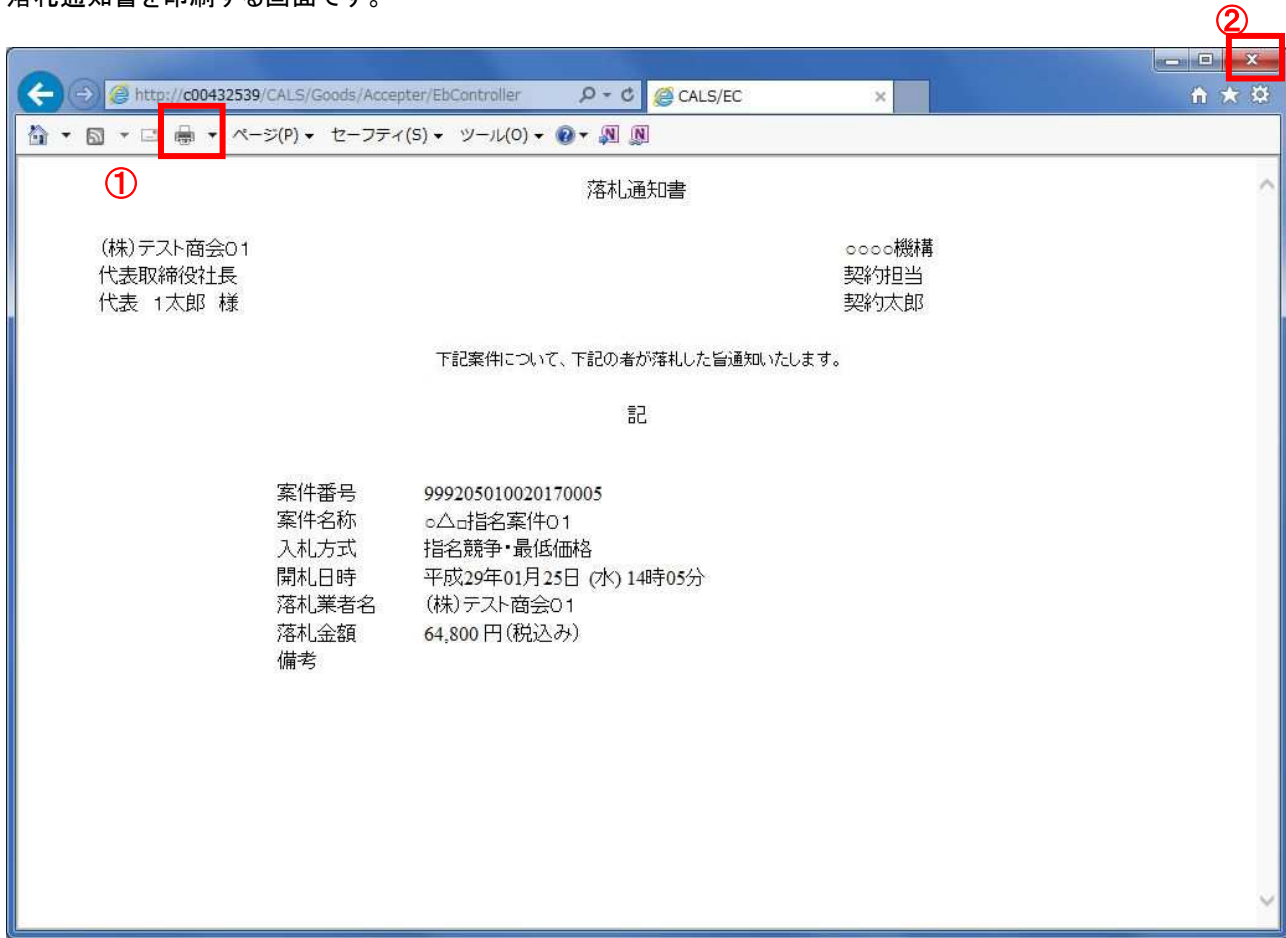 落札通知書を印刷する画面です。
②
http://c00432539/CALS/Goods/Accepter/EbController
CALS/EC
ページ(P) セーフティ(S) ツール(O)
①
落札通知書
(株)テスト商会01
○○○○機構
代表取締役社長
契約担当
代表 1太郎 様
契約太郎
下記案件について、下記の者が落札した旨通知いたします。
記
案件番号 999205010020170005
案件名称 ○△□指名案件01
入札方式 指名競争・最低価格
開札日時 平成29年01月25日 (水) 14時05分
落札業者名 (株)テスト商会01
落札金額 64,800 円(税込み)
備考